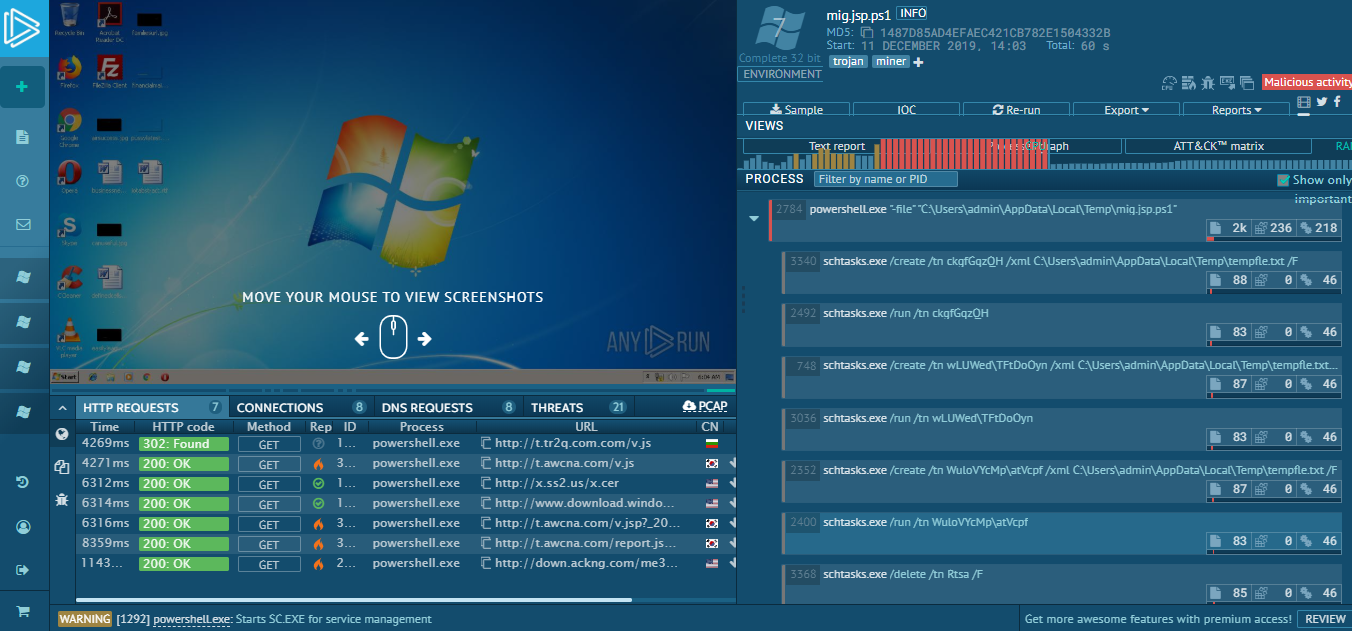 Recycle Bin
Acrobat
Reader DC
Firefox
FileZilla Client
Google
Chrome
Opera
Skype
CCleaner
VLC media
player
MOVE YOUR MOUSE TO VIEW SCREENSHOTS
ANY RUN
Start
6:04 AM
HTTP REQUESTS 7
CONNECTIONS 8
DNS REQUESTS 8
THREATS 21
PCAP
Time HTTP code Method Rep ID Process URL CN
4269ms 302: Found GET 1... powershell.exe http://t.tr2q.com.com/v.js
4271ms 200: OK GET 3... powershell.exe http://t.awcna.com/v.js
6312ms 200: OK GET 1... powershell.exe http://x.ss2.us/x.cer
6314ms 200: OK GET 1... powershell.exe http://www.download.windo...
6316ms 200: OK GET 3... powershell.exe http://t.awcna.com/v.jsp?_20...
8359ms 200: OK GET 3... powershell.exe http://t.awcna.com/report.js...
1143... 200: OK GET 2... powershell.exe http://down.ackng.com/me3...
WARNING [1292] powershell.exe: Starts SC.EXE for service management
7
Complete 32 bit
ENVIRONMENT
mig.jsp.ps1 INFO
MD5: 1487D85AD4EFAEC421CB782E1504332B
Start: 11 DECEMBER 2019, 14:03 Total: 60 s
trojan miner +
CPU
Malicious activity
Sample
IOC
Re-run
Export
Reports
VIEWS
Text report
ATT&CK™ matrix
PROCESS
Filter by name or PID
Show only
important
2784 powershell.exe "-file" "C:\Users\admin\AppData\Local\Temp\mig.jsp.ps1"
2k 236 218
3340 schtasks.exe /create /tn ckqfGqzQH /xml C:\Users\admin\AppData\Local\Temp\tempfle.txt /F
88 0 46
2492 schtasks.exe /run /tn ckqfGqzQH
83 0 46
748 schtasks.exe /create /tn wLUWed\TFtDoOyn /xml C:\Users\admin\AppData\Local\Temp\tempfle.txt...
87 0 46
3036 schtasks.exe /run /tn wLUWed\TFtDoOyn
83 0 46
2352 schtasks.exe /create /tn WuloVYcMp\atVcpf /xml C:\Users\admin\AppData\Local\Temp\tempfle.txt /F
87 0 46
2400 schtasks.exe /run /tn WuloVYcMp\atVcpf
83 0 46
3368 schtasks.exe /delete /tn Rtsa /F
85 0 46
Get more awesome features with premium access!
REVIEW